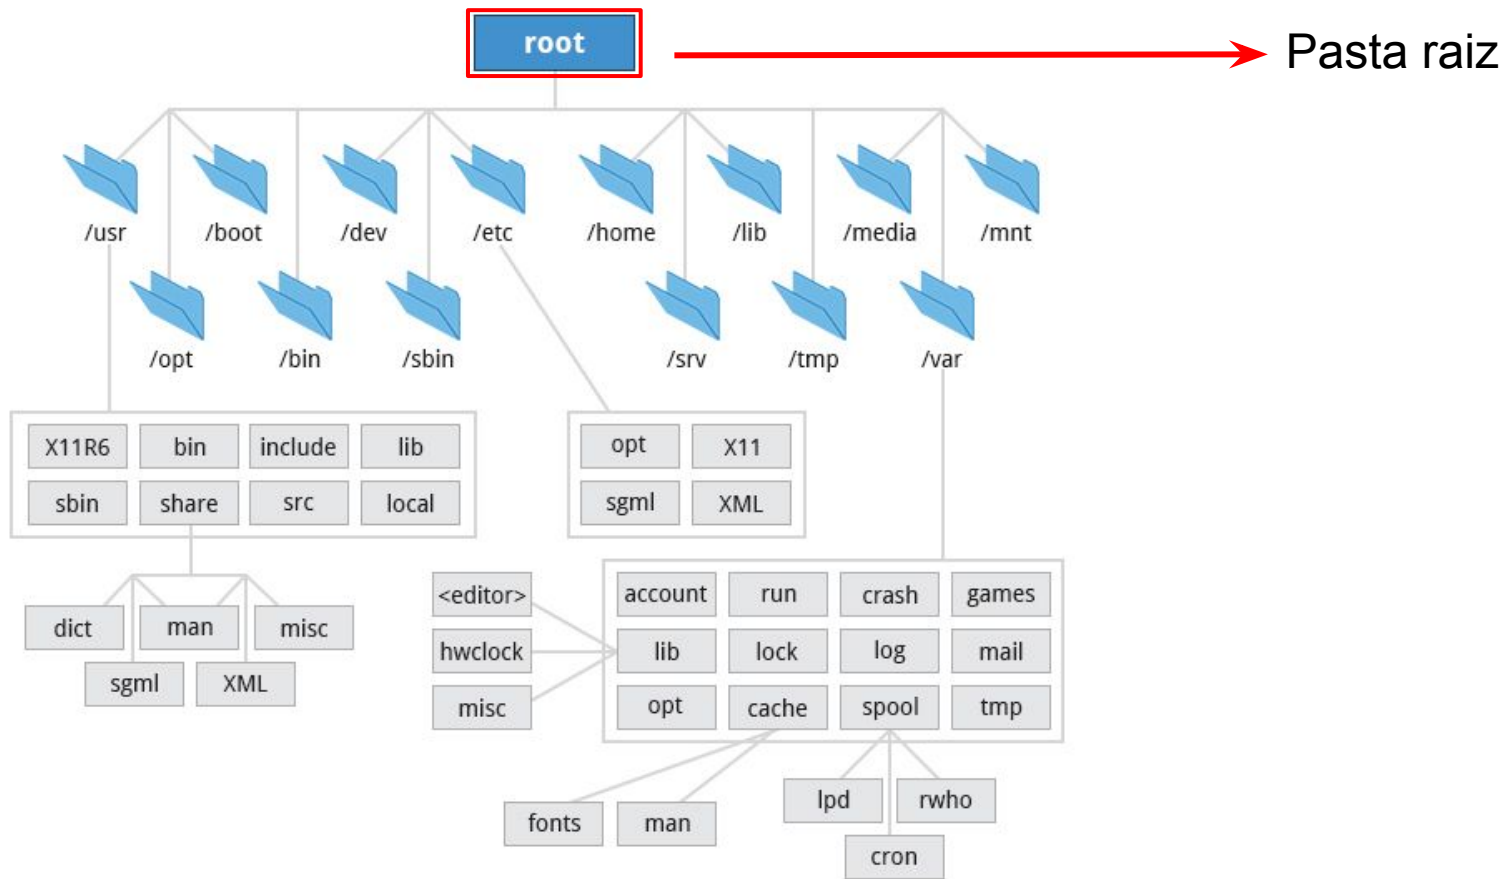 root
Pasta raiz
/usr /boot /dev /etc /home /lib /media /mnt
/opt /bin /sbin /srv /tmp /var
X11R6 bin include lib
sbin share src local
opt X11
sgml XML
dict man misc
sgml XML
<editor>
hwclock
misc
account run crash games
lib lock log mail
opt cache spool tmp
fonts man
lpd rwho
cron